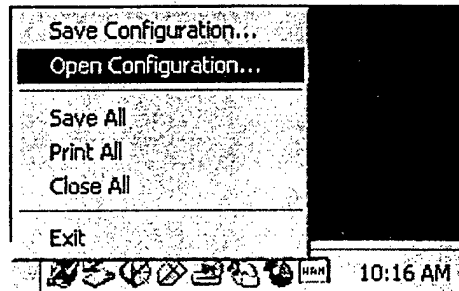 Save Configuration...
Open Configuration...
Save All
Print All
Close All
Exit
10:16 AM